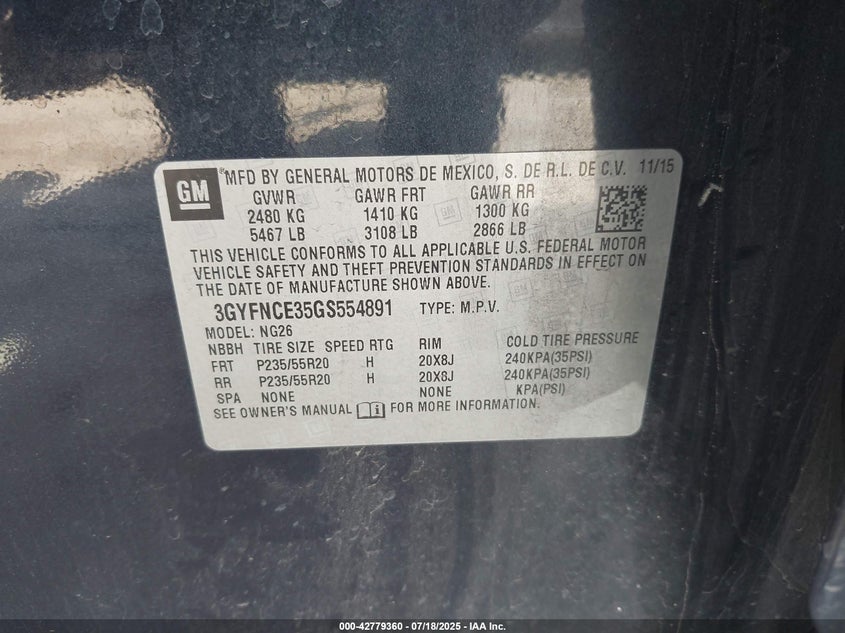 GM
®MFD BY GENERAL MOTORS DE MEXICO, S. DE R.L. DE C.V. 11/15
GVWR GAWR FRT GAWR RR
2480 KG 1410 KG 1300 KG
5467 LB 3108 LB 2866 LB
THIS VEHICLE CONFORMS TO ALL APPLICABLE U.S. FEDERAL MOTOR
VEHICLE SAFETY AND THEFT PREVENTION STANDARDS IN EFFECT ON
THE DATE OF MANUFACTURE SHOWN ABOVE.
3GYFNCE35GS554891 TYPE: M.P.V.
MODEL: NG26
NBBH TIRE SIZE SPEED RTG RIM COLD TIRE PRESSURE
FRT P235/55R20 H 20X8J 240KPA(35PSI)
RR P235/55R20 H 20X8J 240KPA(35PSI)
SPA NONE NONE KPA(PSI)
SEE OWNER'S MANUAL FOR MORE INFORMATION.
000-42779360 - 07/18/2025 - IAA Inc.